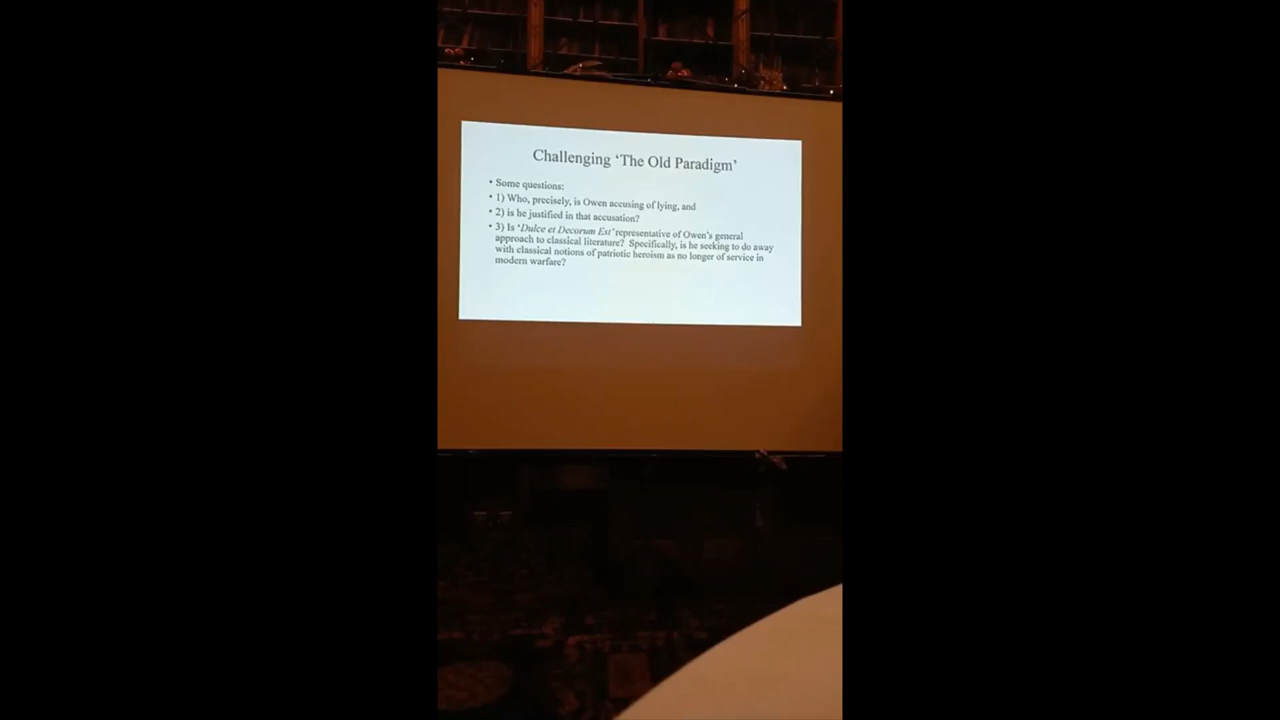 Challenging ‘The Old Paradigm’
• Some questions:
• 1) Who, precisely, is Owen accusing of lying, and
• 2) is he justified in that accusation?
• 3) Is ‘Dulce et Decorum Est’ representative of Owen’s general
approach to classical literature? Specifically, is he seeking to do away
with classical notions of patriotic heroism as no longer of service in
modern warfare?